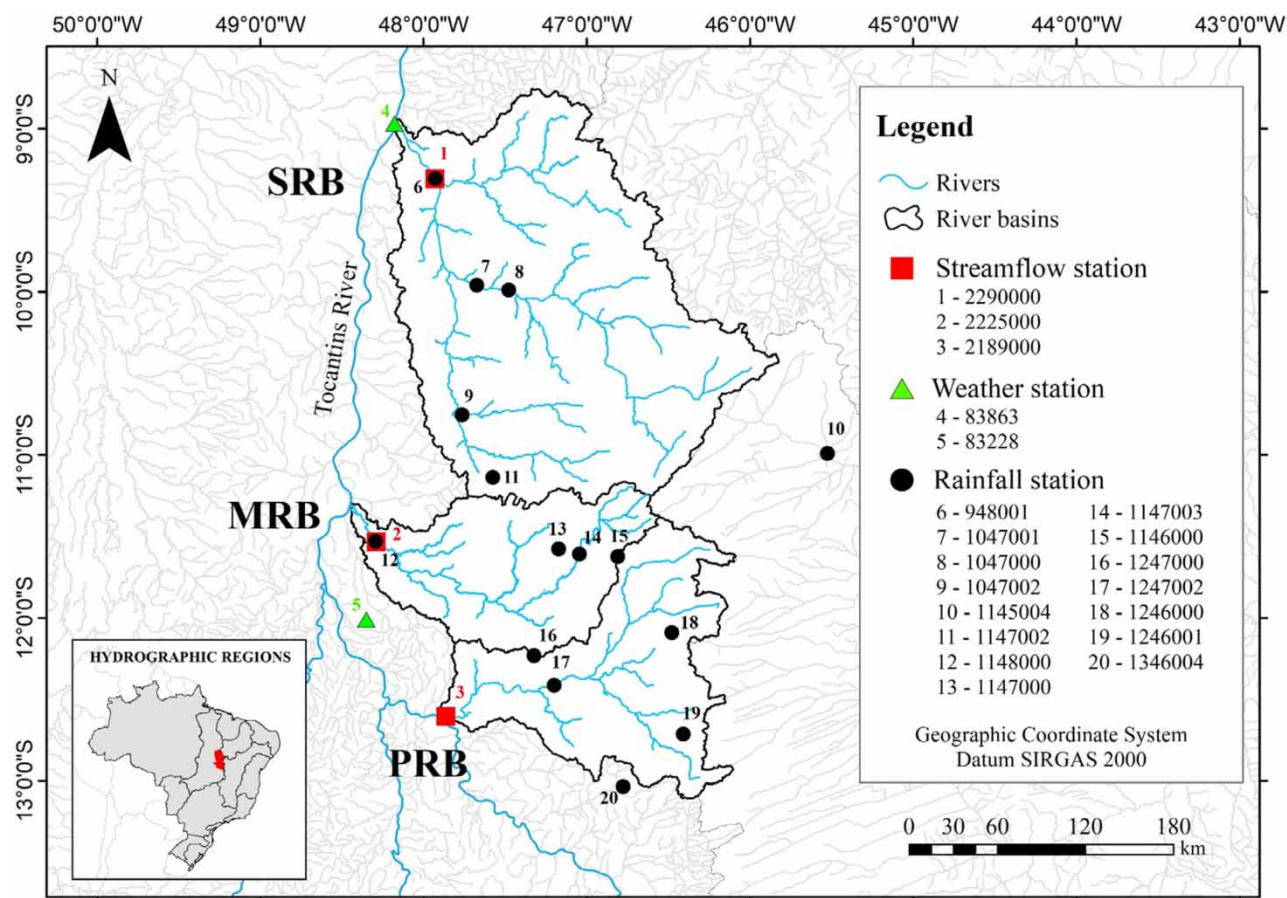 50°0'0"W 49°0'0"W 48°0'0"W 47°0'0"W 46°0'0"W 45°0'0"W 44°0'0"W 43°0'0"W
N
9°0'0"S
10°0'0"S
11°0'0"S
12°0'0"S
13°0'0"S
4
1
SRB
6
7
8
Tocantins River
9
10
11
MRB
2
12
13
14
15
5
16
17
18
3
19
PRB
20
HYDROGRAPHIC REGIONS
Legend
Rivers
River basins
Streamflow station
1 - 2290000
2 - 2225000
3 - 2189000
Weather station
4 - 83863
5 - 83228
Rainfall station
6 - 948001
7 - 1047001
8 - 1047000
9 - 1047002
10 - 1145004
11 - 1147002
12 - 1148000
13 - 1147000
14 - 1147003
15 - 1146000
16 - 1247000
17 - 1247002
18 - 1246000
19 - 1246001
20 - 1346004
Geographic Coordinate System
Datum SIRGAS 2000
0 30 60 120 180
km